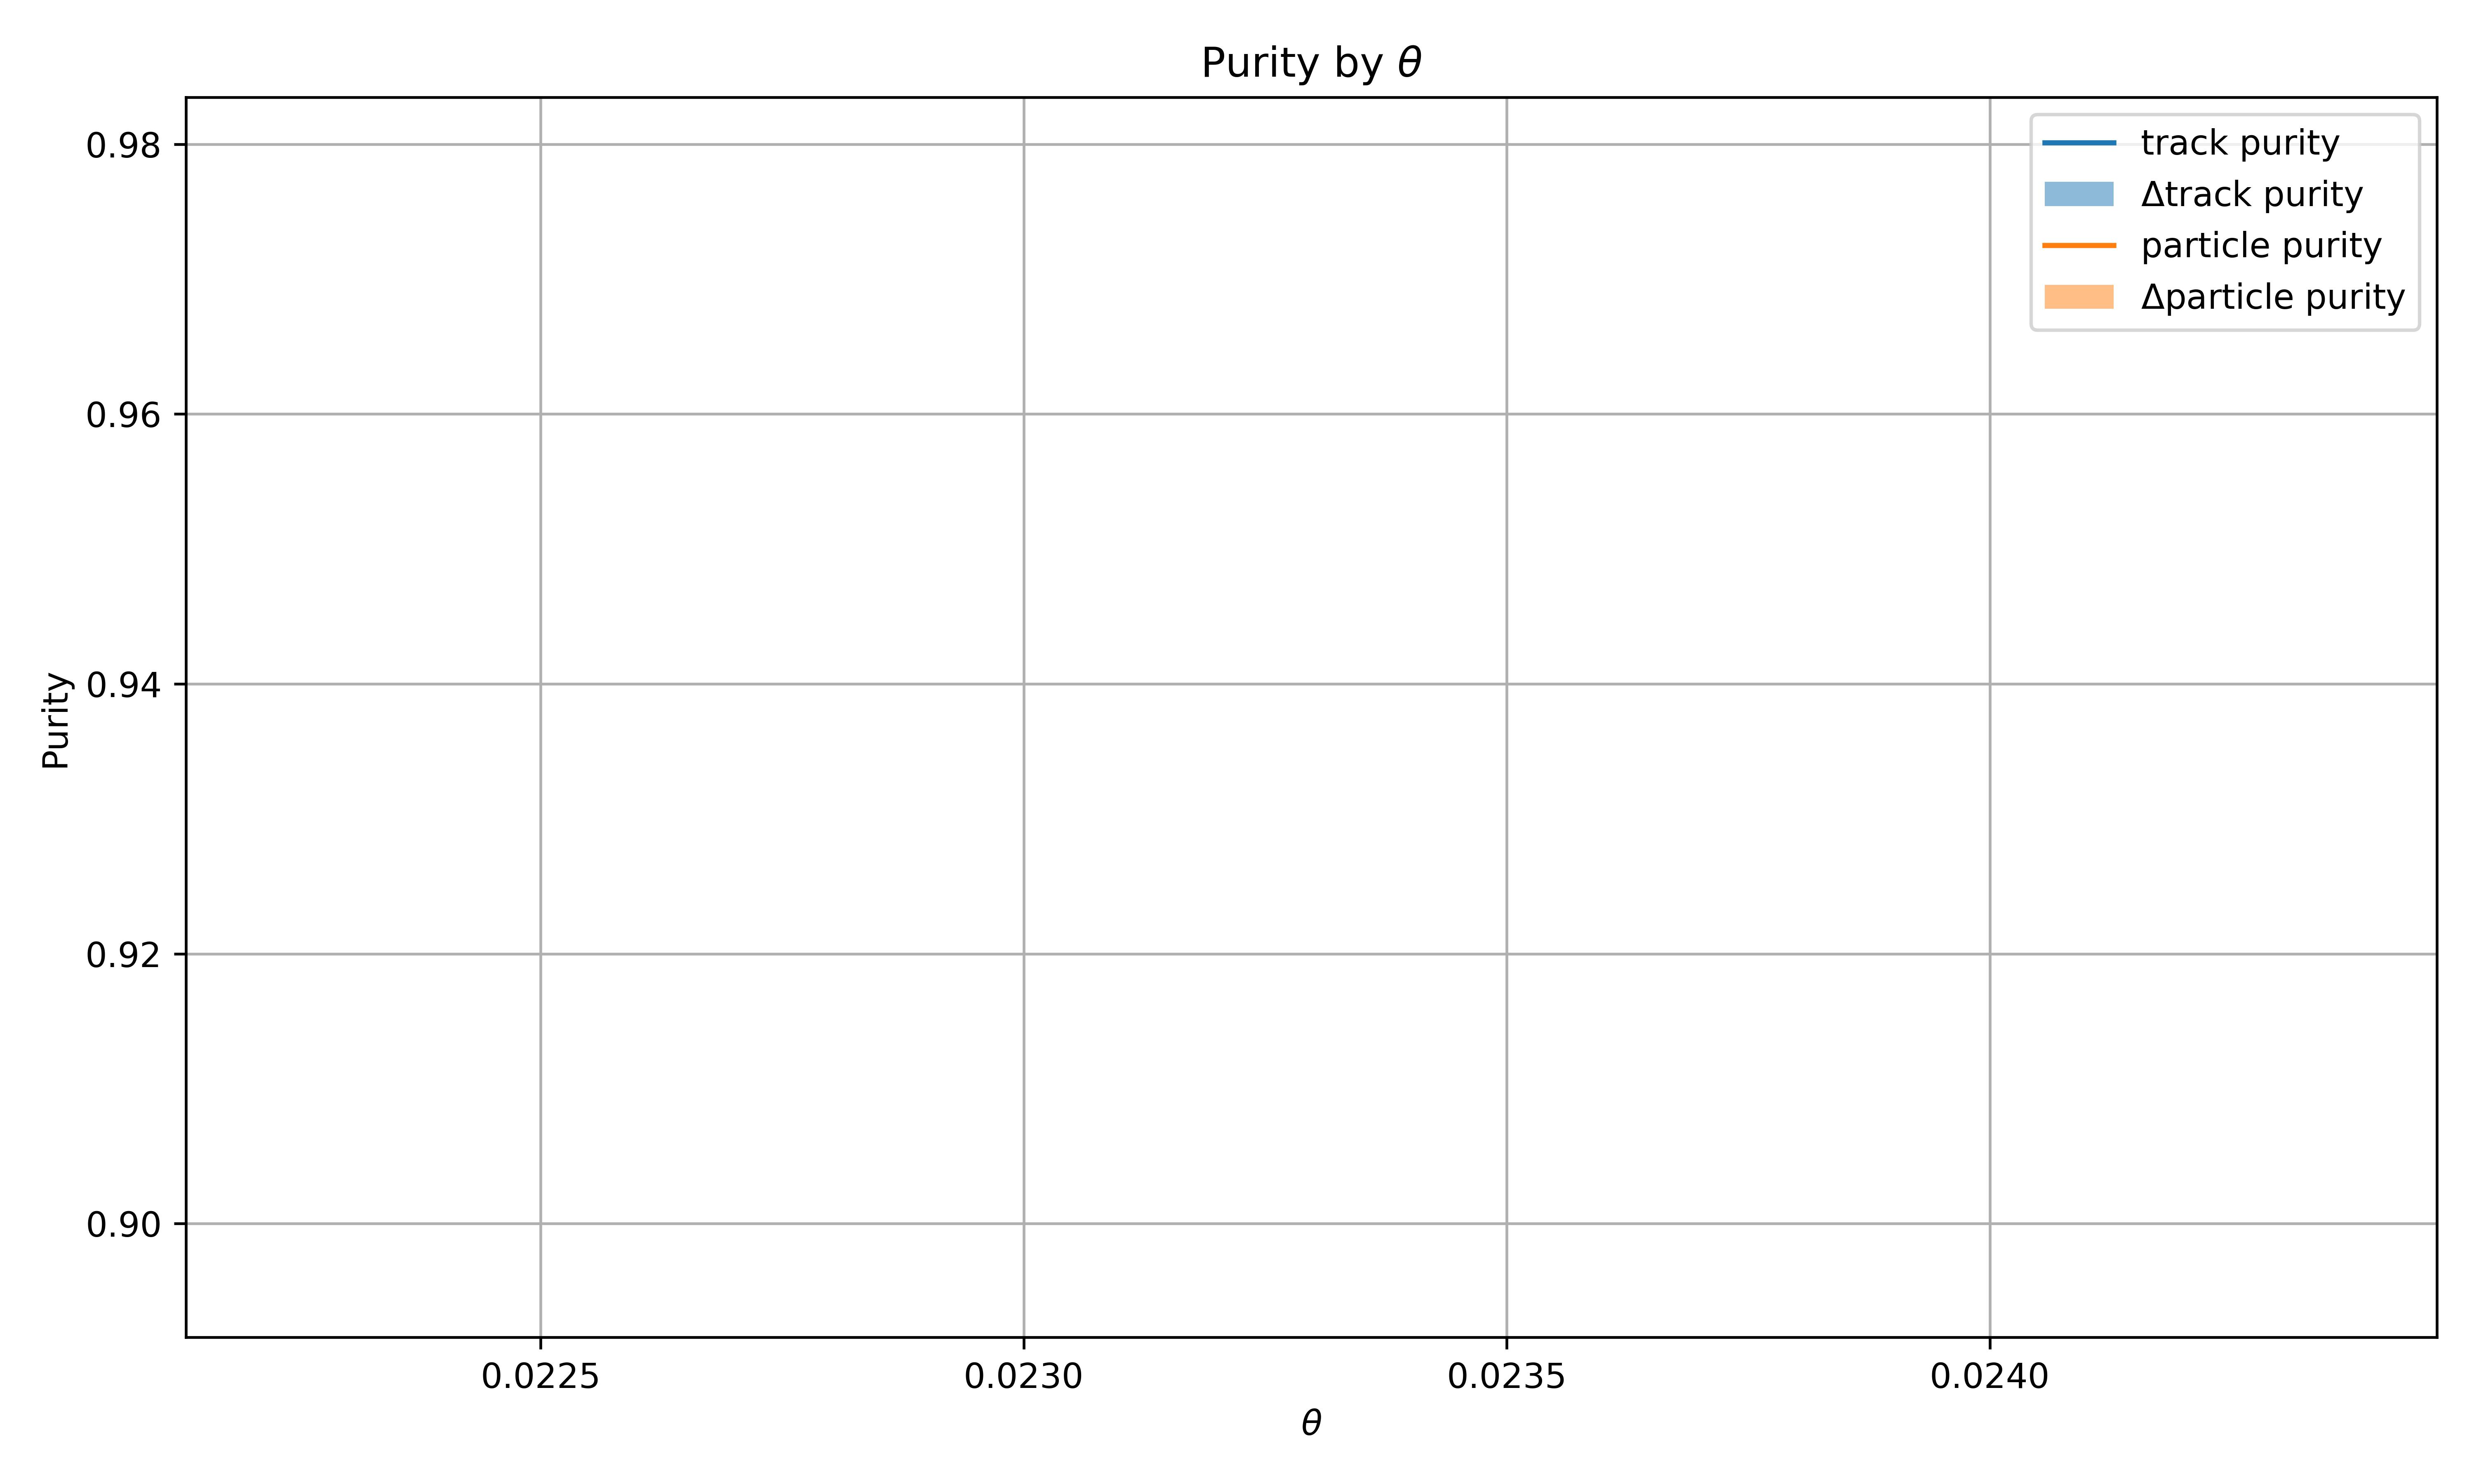 Purity by θ
track purity
Δtrack purity
particle purity
Δparticle purity
0.98
0.96
0.94
0.92
0.90
Purity
0.0225
0.0230
0.0235
0.0240
θ